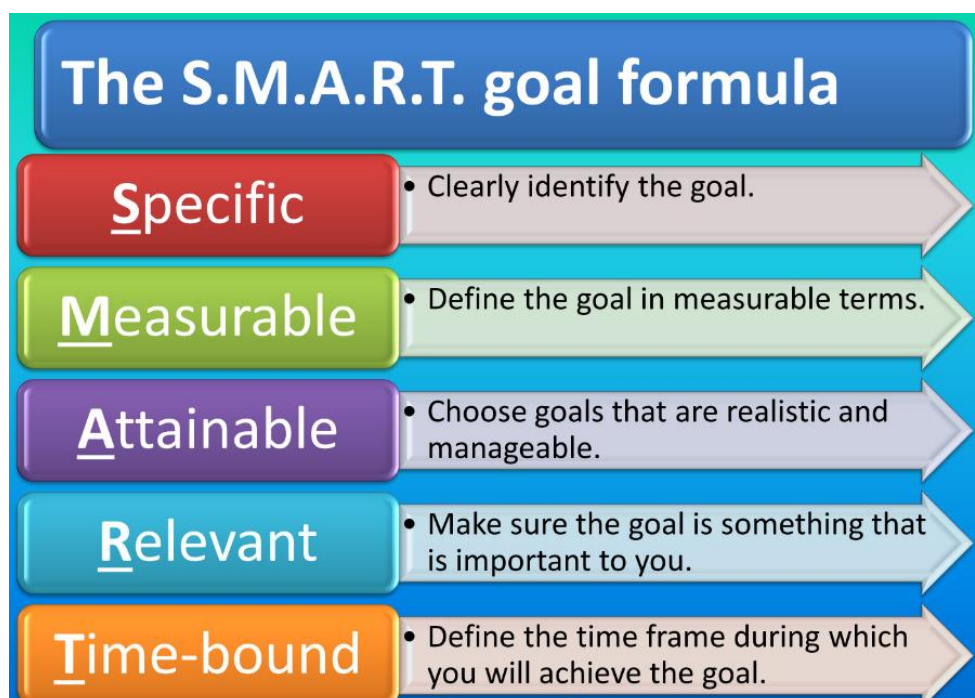 The S.M.A.R.T. goal formula
Specific
• Clearly identify the goal.
Measurable
• Define the goal in measurable terms.
Attainable
• Choose goals that are realistic and
manageable.
Relevant
• Make sure the goal is something that
is important to you.
Time-bound
• Define the time frame during which
you will achieve the goal.